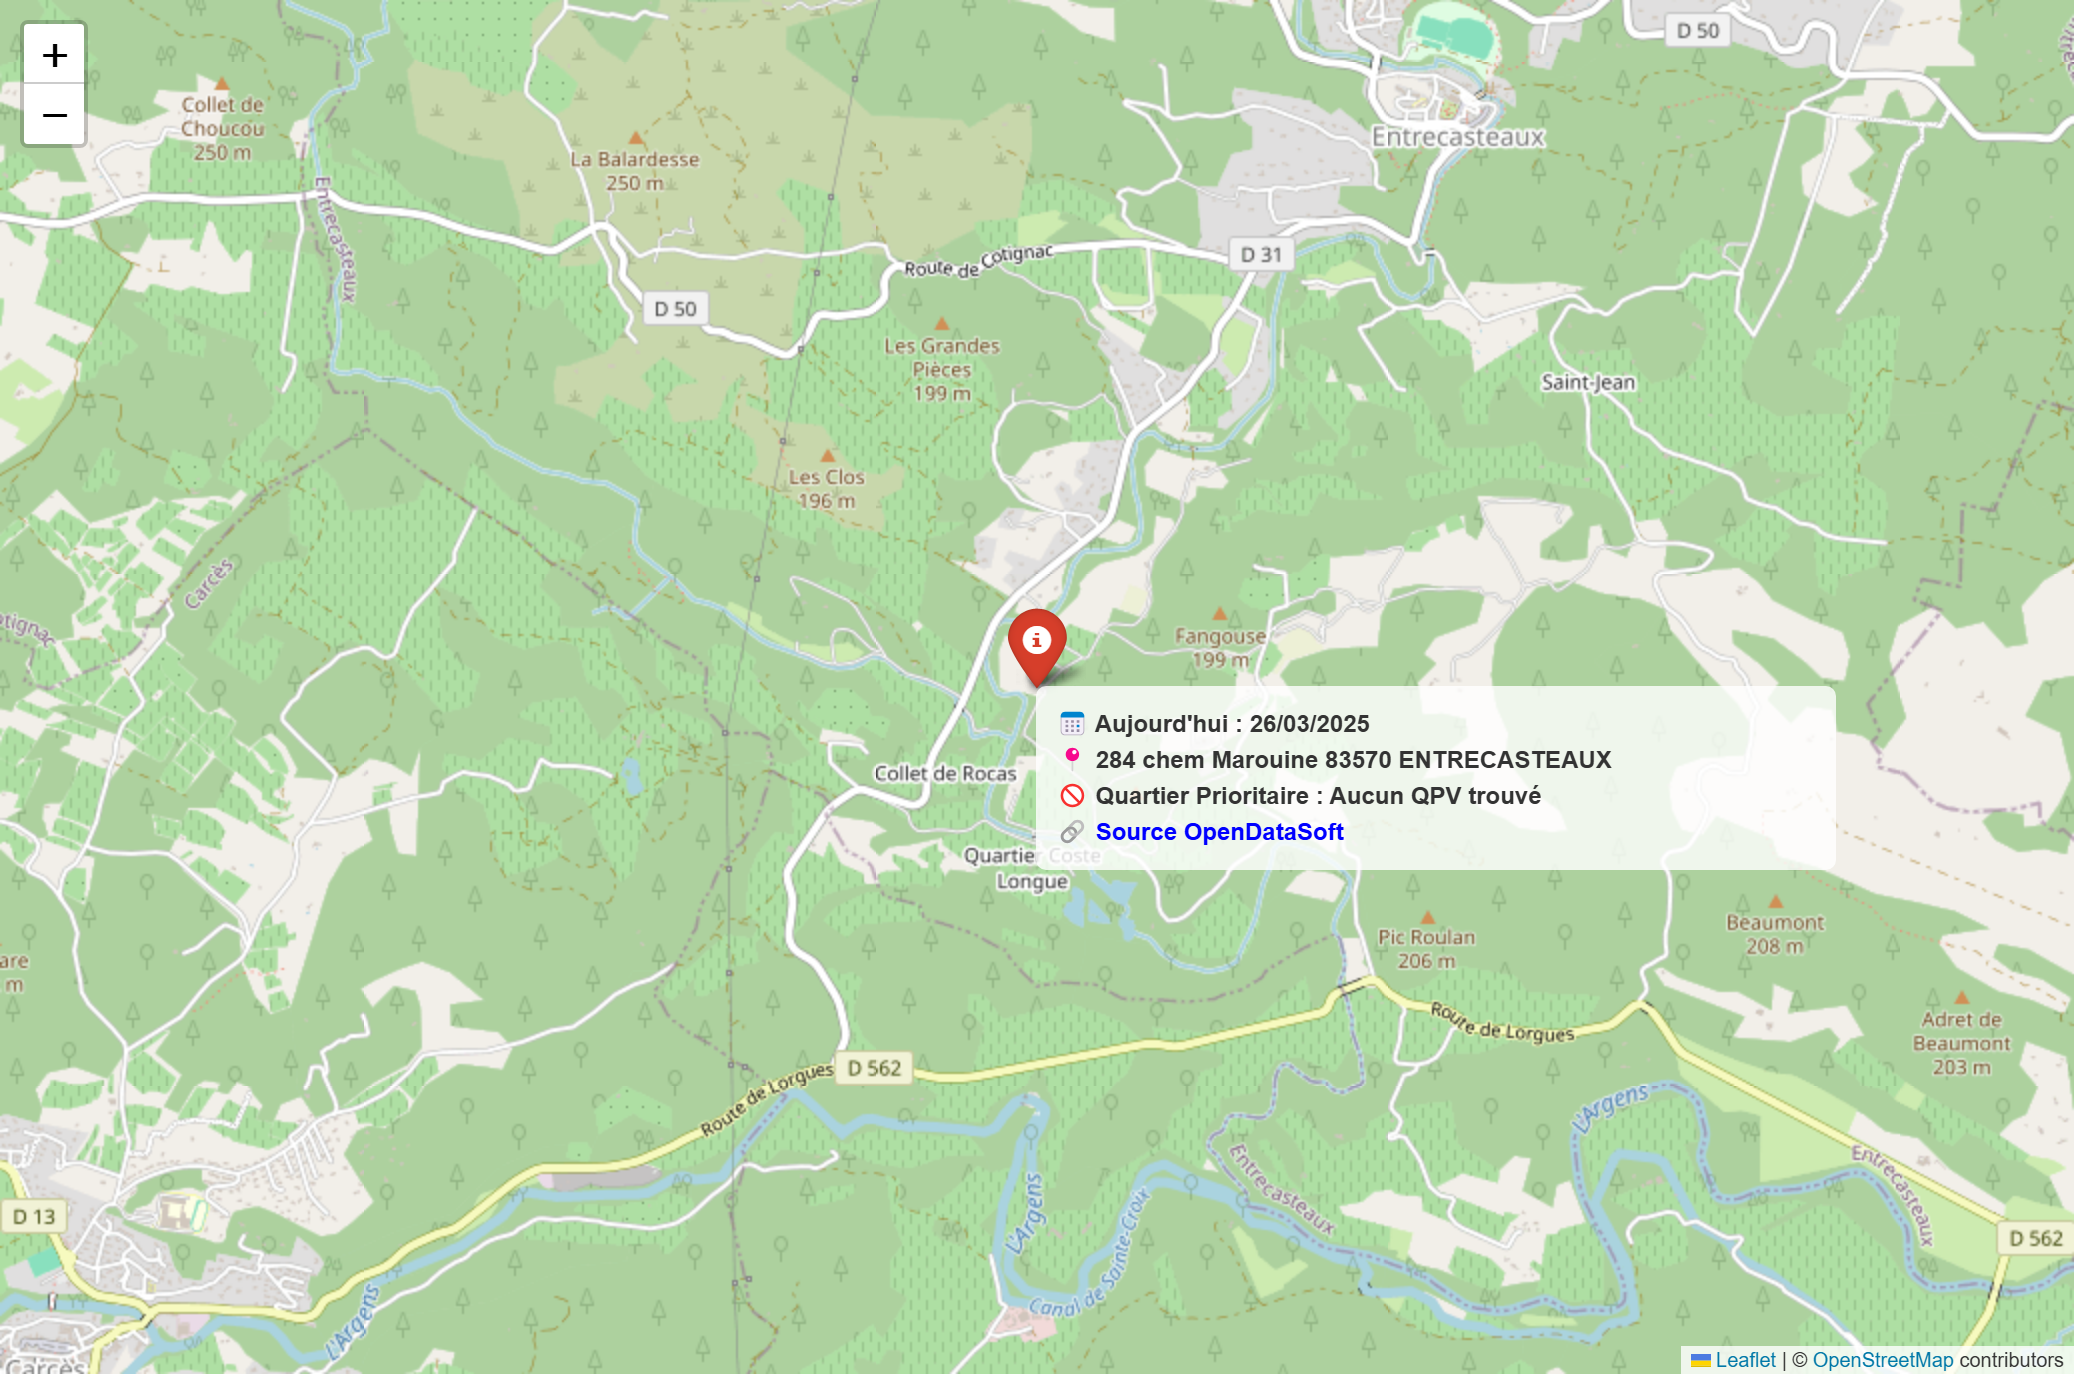 +
−
Collet de
Choucou
250 m
La Balardesse
250 m
Entrecasteaux
D 50
Entrecasteaux
D 31
Route de Cotignac
D 50
Les Grandes
Pièces
199 m
Saint-Jean
Les Clos
196 m
Carcès
Fangouse
199 m
Aujourd'hui : 26/03/2025
284 chem Marouine 83570 ENTRECASTEAUX
Quartier Prioritaire : Aucun QPV trouvé
Source OpenDataSoft
Collet de Rocas
Quartier Coste
Longue
Pic Roulan
206 m
Beaumont
208 m
Adret de
Beaumont
203 m
Route de Lorgues
D 562
Route de Lorgues
L'Argens
Entrecasteaux
Entrecasteaux
L'Argens
Canal de Sainte-Croix
D 13
D 562
L'Argens
Carcès
Leaflet | © OpenStreetMap contributors